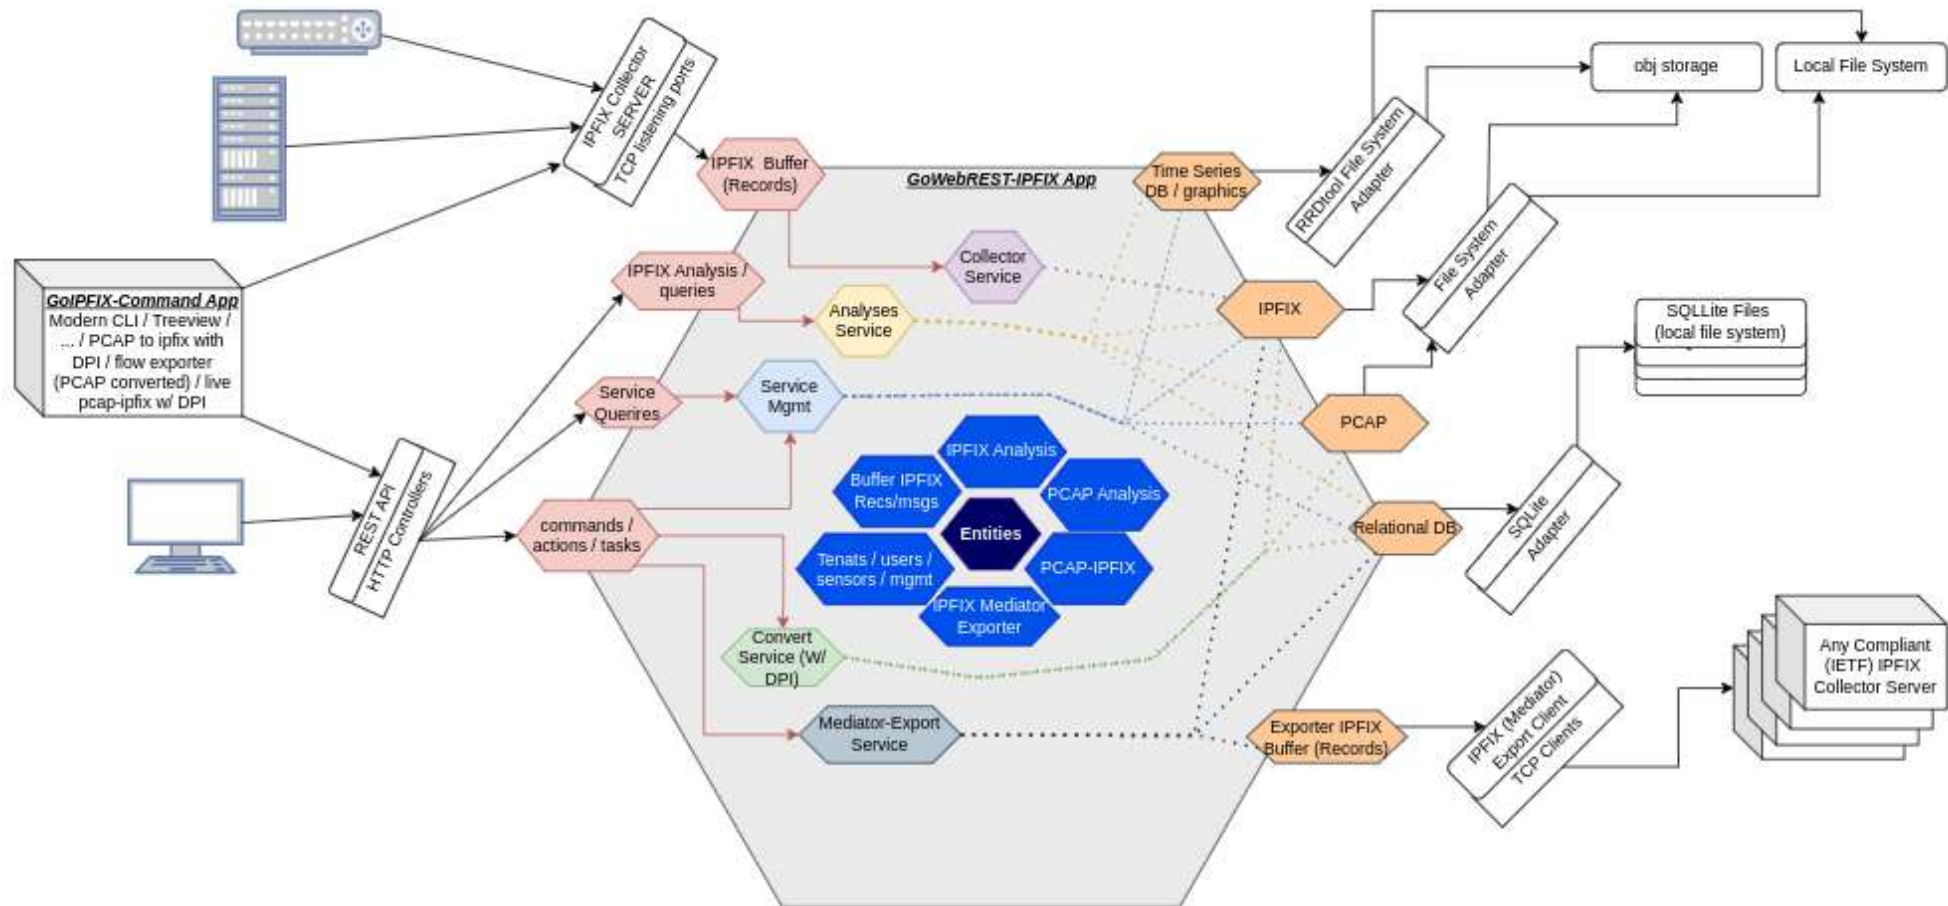 IPFIX Collector
SERVER
TCP listening ports
IPFIX Buffer
(Records)
GoWebREST-IPFIX App
Time Series
DB / graphics
RRDtool File System
Adapter
obj storage
Local File System
IPFIX Analysis /
queries
Collector
Service
Analyses
Service
IPFIX
File System
Adapter
SQLLite Files
(local file system)
GoIPFIX-Command App
Modern CLI / Treeview /
... / PCAP to ipfix with
DPI / flow exporter
(PCAP converted) / live
pcap-ipfix w/ DPI
Service
Querires
Service
Mgmt
PCAP
REST API
HTTP Controllers
commands /
actions / tasks
IPFIX Analysis
Buffer IPFIX
Recs/msgs
PCAP Analysis
Entities
Tenats / users /
sensors / mgmt
PCAP-IPFIX
IPFIX Mediator
Exporter
Relational DB
SQLite
Adapter
Convert
Service (W/
DPI)
Mediator-Export
Service
Exporter IPFIX
Buffer (Records)
IPFIX (Mediator)
Export Client
TCP Clients
Any Compliant
(IETF) IPFIX
Collector Server